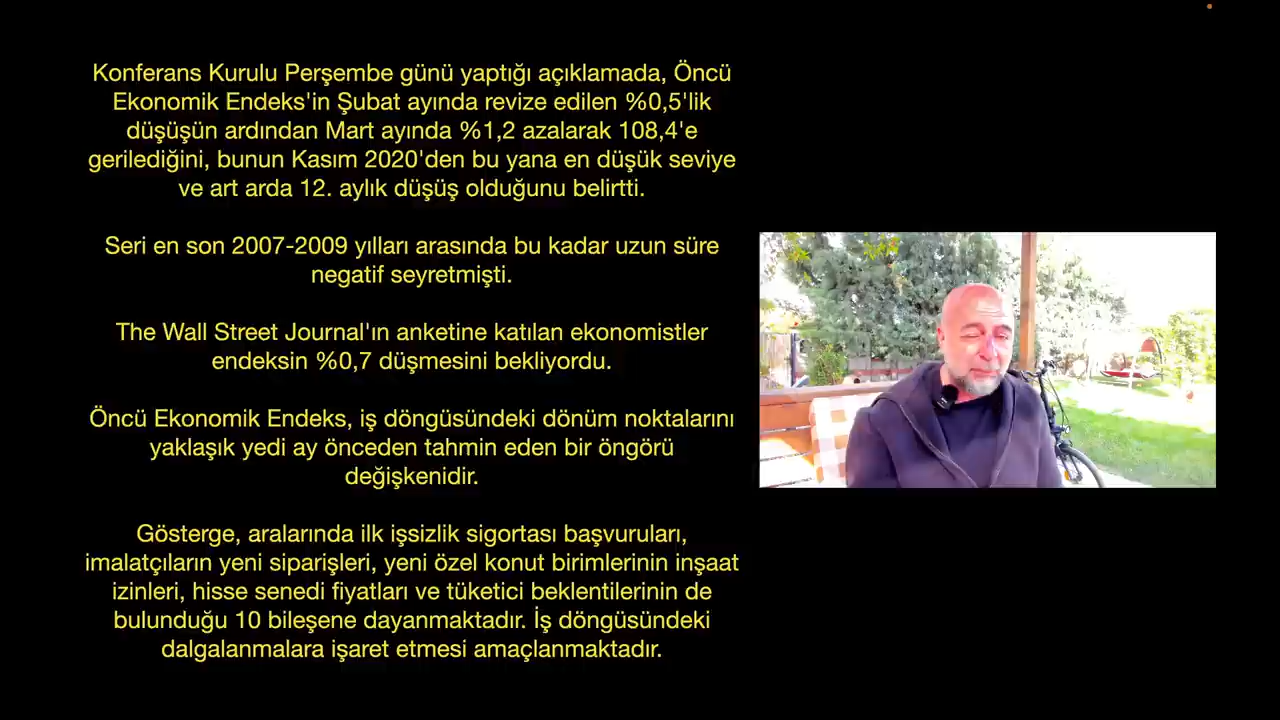 Konferans Kurulu Perşembe günü yaptığı açıklamada, Öncü
Ekonomik Endeks'in Şubat ayında revize edilen %0,5'lik
düşüşün ardından Mart ayında %1,2 azalarak 108,4'e
gerilediğini, bunun Kasım 2020'den bu yana en düşük seviye
ve art arda 12. aylık düşüş olduğunu belirtti.
Seri en son 2007-2009 yılları arasında bu kadar uzun süre
negatif seyretmişti.
The Wall Street Journal'ın anketine katılan ekonomistler
endeksin %0,7 düşmesini bekliyordu.
Öncü Ekonomik Endeks, iş döngüsündeki dönüm noktalarını
yaklaşık yedi ay önceden tahmin eden bir öngörü
değişkenidir.
Gösterge, aralarında ilk işsizlik sigortası başvuruları,
imalatçıların yeni siparişleri, yeni özel konut birimlerinin inşaat
izinleri, hisse senedi fiyatları ve tüketici beklentilerinin de
bulunduğu 10 bileşene dayanmaktadır. İş döngüsündeki
dalgalanmalara işaret etmesi amaçlanmaktadır.